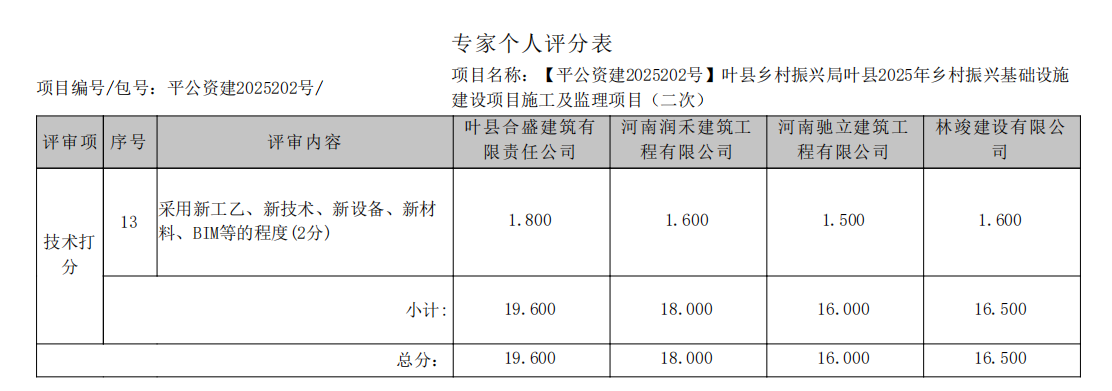 专家个人评分表
项目编号/包号：平公资建2025202号/
项目名称：【平公资建2025202号】叶县乡村振兴局叶县2025年乡村振兴基础设施
建设项目施工及监理项目（二次）
评审项 序号 评审内容 叶县合盛建筑有 河南润禾建筑工 河南驰立建筑工 林竣建设有限公
限责任公司 程有限公司 程有限公司 司
技术打
分
13
采用新工乙、新技术、新设备、新材
料、BIM等的程度(2分)
1.800 1.600 1.500 1.600
小计: 19.600 18.000 16.000 16.500
总分: 19.600 18.000 16.000 16.500